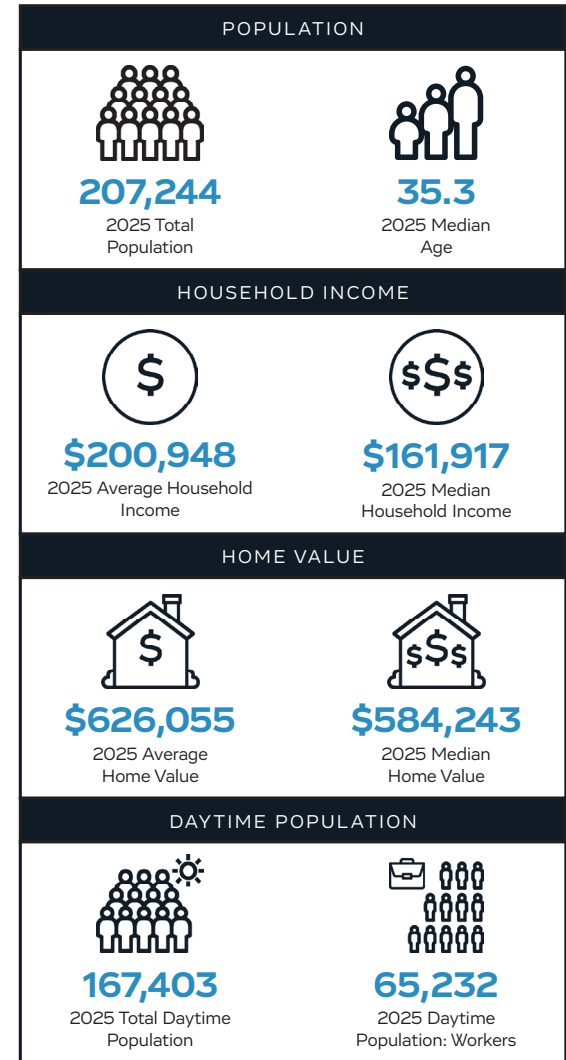 POPULATION
207,244
2025 Total
Population
35.3
2025 Median
Age
HOUSEHOLD INCOME
$
$200,948
2025 Average Household
Income
$$$
$161,917
2025 Median
Household Income
HOME VALUE
$
$626,055
2025 Average
Home Value
$$$
$584,243
2025 Median
Home Value
DAYTIME POPULATION
167,403
2025 Total Daytime
Population
65,232
2025 Daytime
Population: Workers